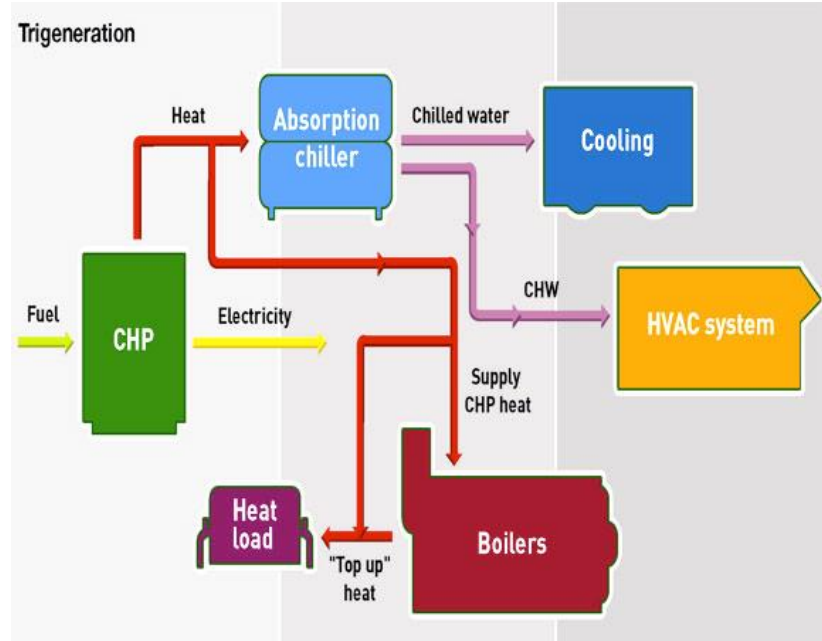 Trigeneration
Heat
Absorption
chiller
Chilled water
Cooling
Fuel
CHP
Electricity
CHW
HVAC system
Supply
CHP heat
Heat
load
"Top up"
heat
Boilers